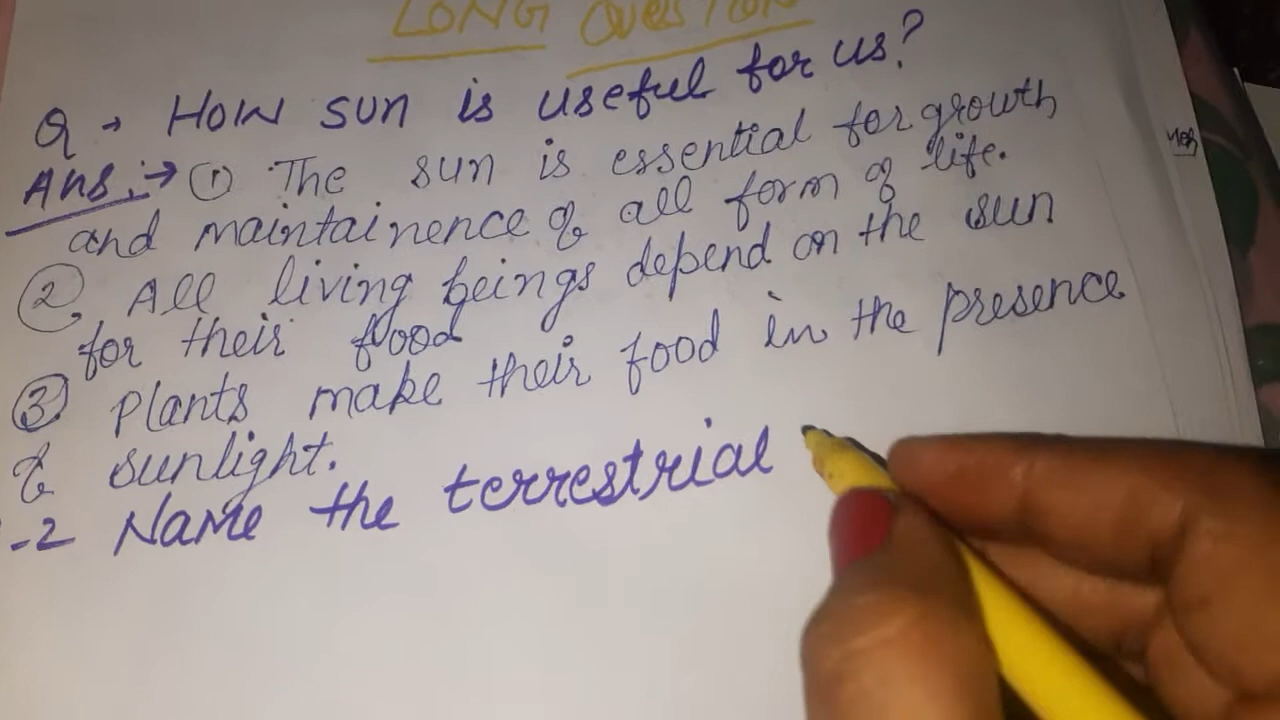 LONG QUESTION
Q → HOW SUN is useful for us?
Ans :→ ① The sun is essential for growth
and maintainence of all form of life.
② All living beings depend on the sun
for their food
③ Plants make their food in the presence
of sunlight.
-2 Name the terrestrial